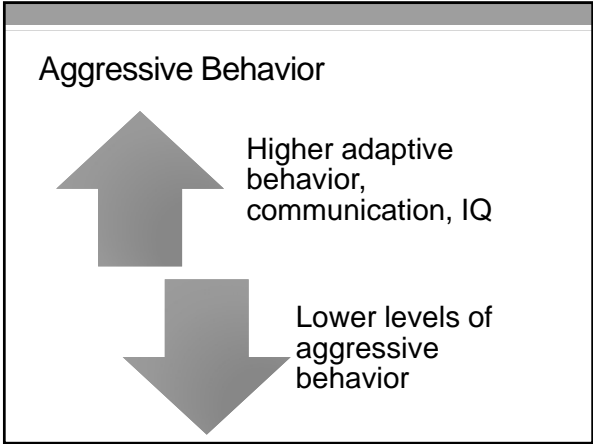 Aggressive Behavior
Higher adaptive
behavior,
communication, IQ
Lower levels of
aggressive
behavior